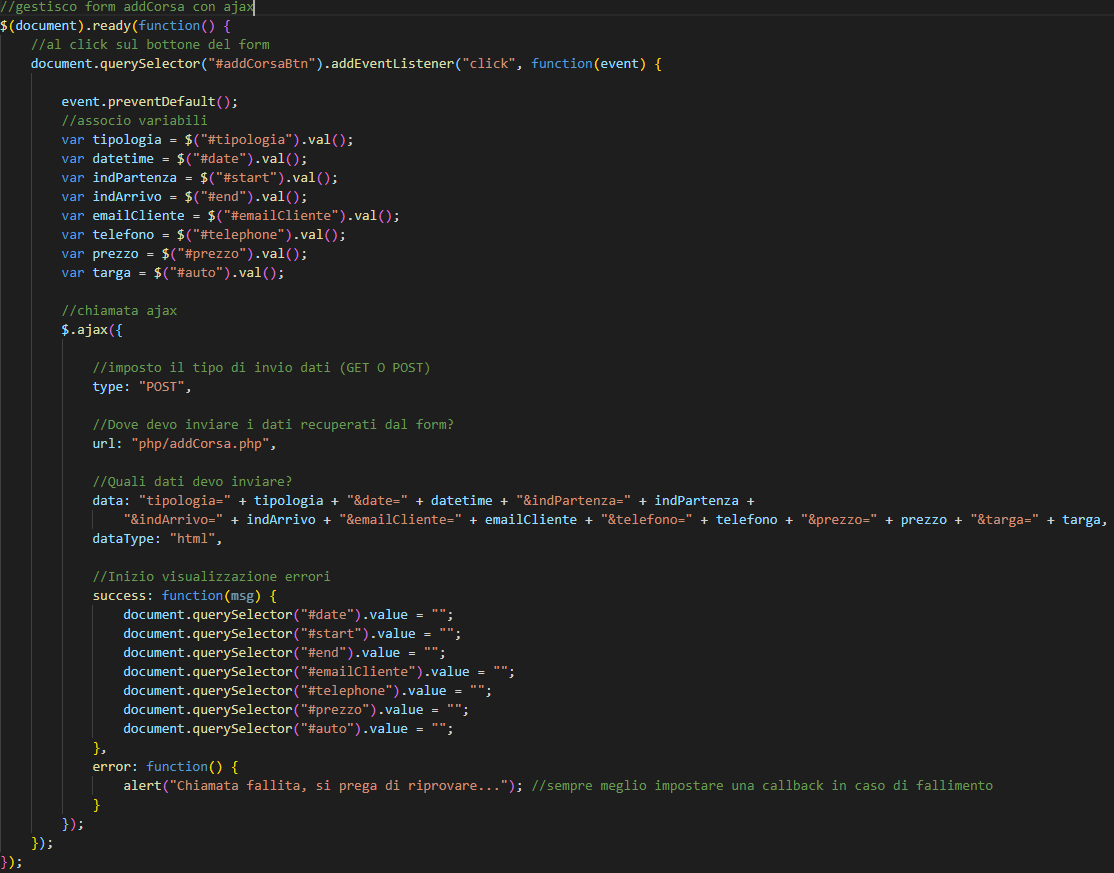 //gestisco form addCorsa con ajax
$(document).ready(function() {
//al click sul bottone del form
document.querySelector("#addCorsaBtn").addEventListener("click", function(event) {
event.preventDefault();
//associo variabili
var tipologia = $("#tipologia").val();
var datetime = $("#date").val();
var indPartenza = $("#start").val();
var indArrivo = $("#end").val();
var emailCliente = $("#emailCliente").val();
var telefono = $("#telephone").val();
var prezzo = $("#prezzo").val();
var targa = $("#auto").val();
//chiamata ajax
$.ajax({
//imposto il tipo di invio dati (GET O POST)
type: "POST",
//Dove devo inviare i dati recuperati dal form?
url: "php/addCorsa.php",
//Quali dati devo inviare?
data: "tipologia=" + tipologia + "&date=" + datetime + "&indPartenza=" + indPartenza +
"&indArrivo=" + indArrivo + "&emailCliente=" + emailCliente + "&telefono=" + telefono + "&prezzo=" + prezzo + "&targa=" + targa,
dataType: "html",
//Inizio visualizzazione errori
success: function(msg) {
document.querySelector("#date").value = "";
document.querySelector("#start").value = "";
document.querySelector("#end").value = "";
document.querySelector("#emailCliente").value = "";
document.querySelector("#telephone").value = "";
document.querySelector("#prezzo").value = "";
document.querySelector("#auto").value = "";
},
error: function() {
alert("Chiamata fallita, si prega di riprovare..."); //sempre meglio impostare una callback in caso di fallimento
}
});
});
});